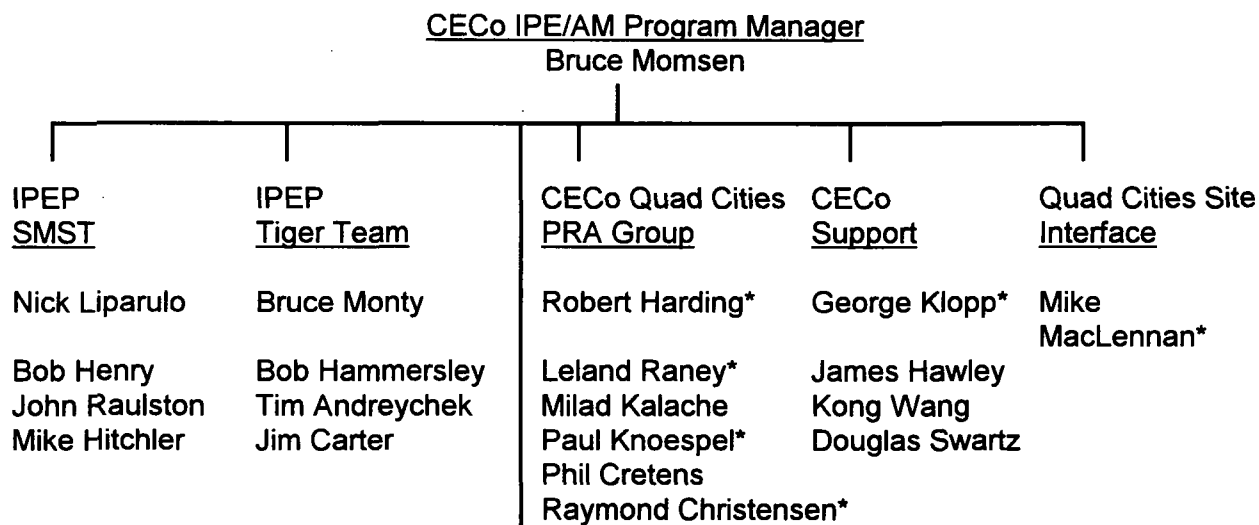 CECo IPE/AM Program Manager
Bruce Momsen
IPEP
SMST
Nick Liparulo
Bob Henry
John Raulston
Mike Hitchler
IPEP
Tiger Team
Bruce Monty
Bob Hammersley
Tim Andreychek
Jim Carter
CECo Quad Cities
PRA Group
Robert Harding*
Leland Raney*
Milad Kalache
Paul Knoespel*
Phil Cretens
Raymond Christensen*
CECo
Support
George Klopp*
James Hawley
Kong Wang
Douglas Swartz
Quad Cities Site
Interface
Mike
MacLennan*